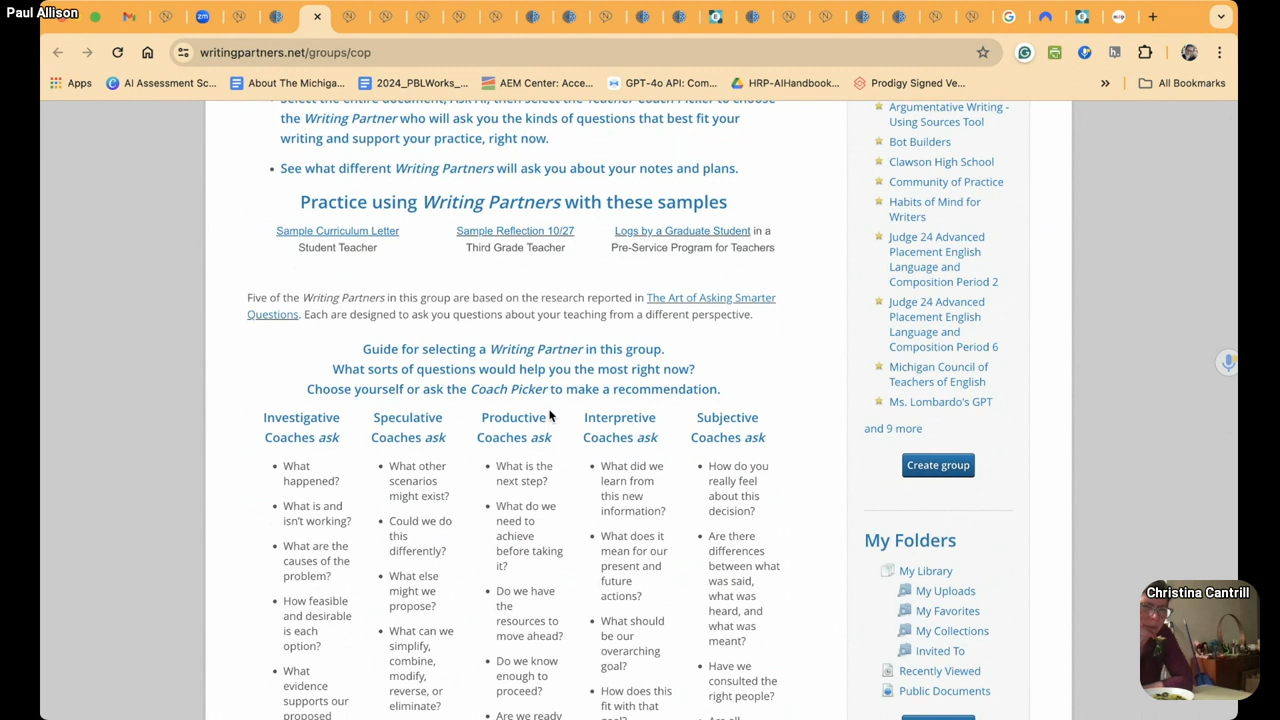 Paul Allison
writingpartners.net/groups/cop
Apps
AI Assessment Sc...
About The Michiga...
2024_PBLWorks_...
AEM Center: Acce...
GPT-4o API: Com...
HRP-AIHandbook...
Prodigy Signed Ve...
All Bookmarks
the Writing Partner who will ask you the kinds of questions that best fit your
writing and support your practice, right now.
See what different Writing Partners will ask you about your notes and plans.
Practice using Writing Partners with these samples
Sample Curriculum Letter
Student Teacher
Sample Reflection 10/27
Third Grade Teacher
Logs by a Graduate Student in a
Pre-Service Program for Teachers
Five of the Writing Partners in this group are based on the research reported in The Art of Asking Smarter
Questions. Each are designed to ask you questions about your teaching from a different perspective.
Guide for selecting a Writing Partner in this group.
What sorts of questions would help you the most right now?
Choose yourself or ask the Coach Picker to make a recommendation.
Investigative
Coaches ask
What
happened?
What is and
isn't working?
What are the
causes of the
problem?
How feasible
and desirable
is each
option?
What
evidence
supports our
proposed
Speculative
Coaches ask
What other
scenarios
might exist?
Could we do
this
differently?
What else
might we
propose?
What can we
simplify,
combine,
modify,
reverse, or
eliminate?
Productive
Coaches ask
What is the
next step?
What do we
need to
achieve
before taking
it?
Do we have
the
resources to
move ahead?
Do we know
enough to
proceed?
Are we ready
Interpretive
Coaches ask
What did we
learn from
this new
information?
What does it
mean for our
present and
future
actions?
What should
be our
overarching
goal?
How does this
fit with that
Subjective
Coaches ask
How do you
really feel
about this
decision?
Are there
differences
between what
was said,
what was
heard, and
what was
meant?
Have we
consulted the
right people?
Argumentative Writing -
Using Sources Tool
Bot Builders
Clawson High School
Community of Practice
Habits of Mind for
Writers
Judge 24 Advanced
Placement English
Language and
Composition Period 2
Judge 24 Advanced
Placement English
Language and
Composition Period 6
Michigan Council of
Teachers of English
Ms. Lombardo's GPT
and 9 more
Create group
My Folders
My Library
My Uploads
My Favorites
My Collections
Invited To
Recently Viewed
Public Documents
Christina Cantrill